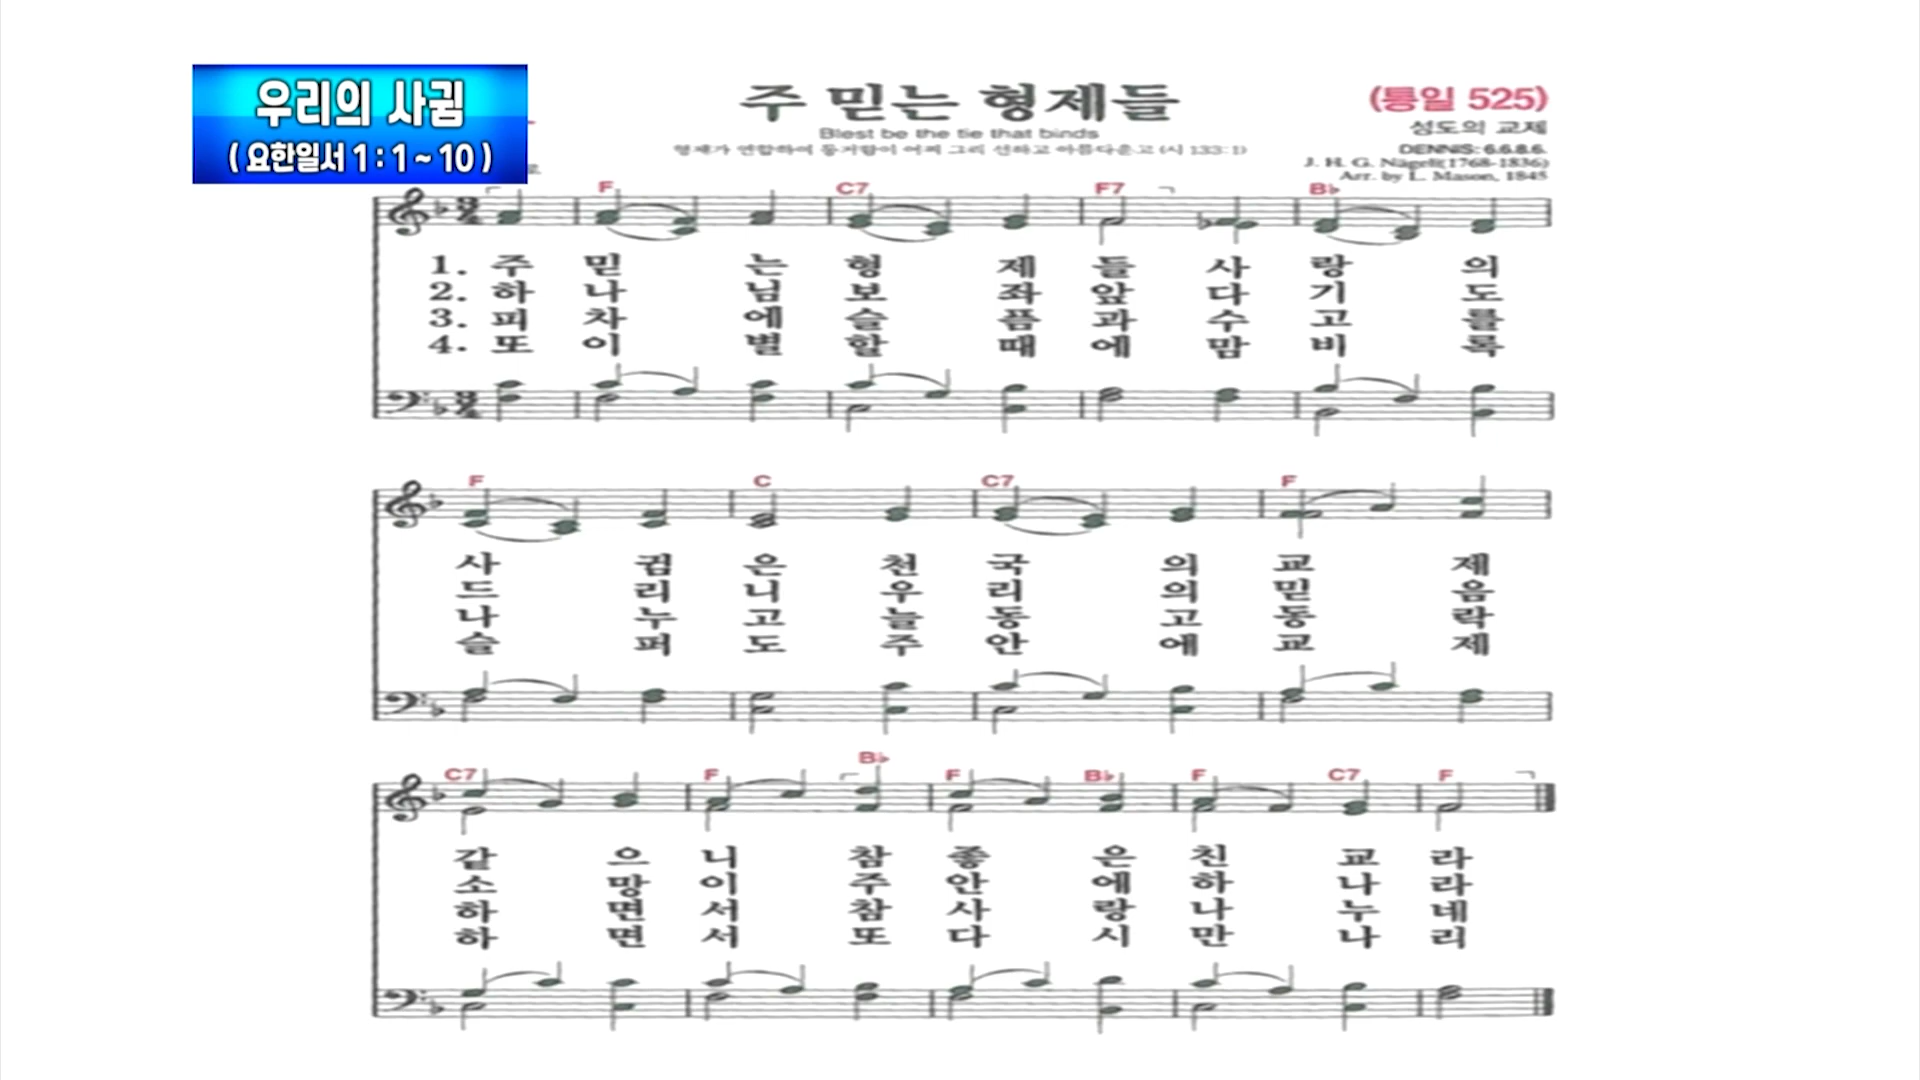 우리의 사귐
( 요한일서 1 : 1 ~ 10 )
주 믿는 형제들
(통일 525)
Blest be the tie that binds
성도의 교제
형제가 연합하여 동거함이 어찌 그리 선하고 아름다운고 (시 133:1)
DENNIS: 6.6.8.6.
J. H. G. Nägeli(1768-1836)
Arr. by L. Mason, 1845
F C7 F7 B♭
1. 주 믿 는 형 제 들 사 랑 의
2. 하 나 님 보 좌 앞 다 기 도
3. 피 차 에 슬 픔 과 수 고 를
4. 또 이 별 할 때 에 맘 비 록
F C C7 F
사 귐 은 천 국 의 교 제
드 리 니 우 리 의 믿 음
나 누 고 늘 동 고 동 락
슬 퍼 도 주 안 에 교 제
C7 F B♭ F B♭ F C7 F
같 으 니 참 좋 은 친 교 라
소 망 이 주 안 에 하 나 라
하 면 서 참 사 랑 나 누 네
하 면 서 또 다 시 만 나 리